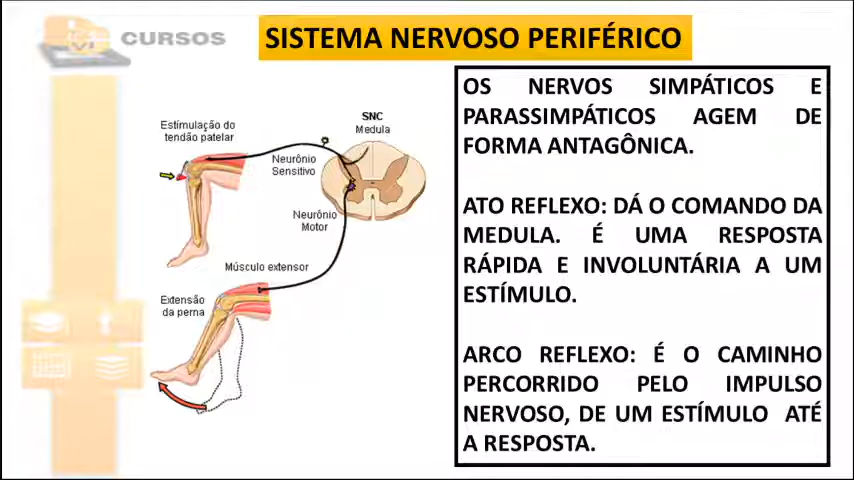 CURSOS
SISTEMA NERVOSO PERIFÉRICO
Estimulação do
tendão patelar
SNC
Medula
Neurônio
Sensitivo
Neurônio
Motor
Músculo extensor
Extensão
da perna
OS NERVOS SIMPÁTICOS E
PARASSIMPÁTICOS AGEM DE
FORMA ANTAGÔNICA.
ATO REFLEXO: DÁ O COMANDO DA
MEDULA. É UMA RESPOSTA
RÁPIDA E INVOLUNTÁRIA A UM
ESTÍMULO.
ARCO REFLEXO: É O CAMINHO
PERCORRIDO PELO IMPULSO
NERVOSO, DE UM ESTÍMULO ATÉ
A RESPOSTA.